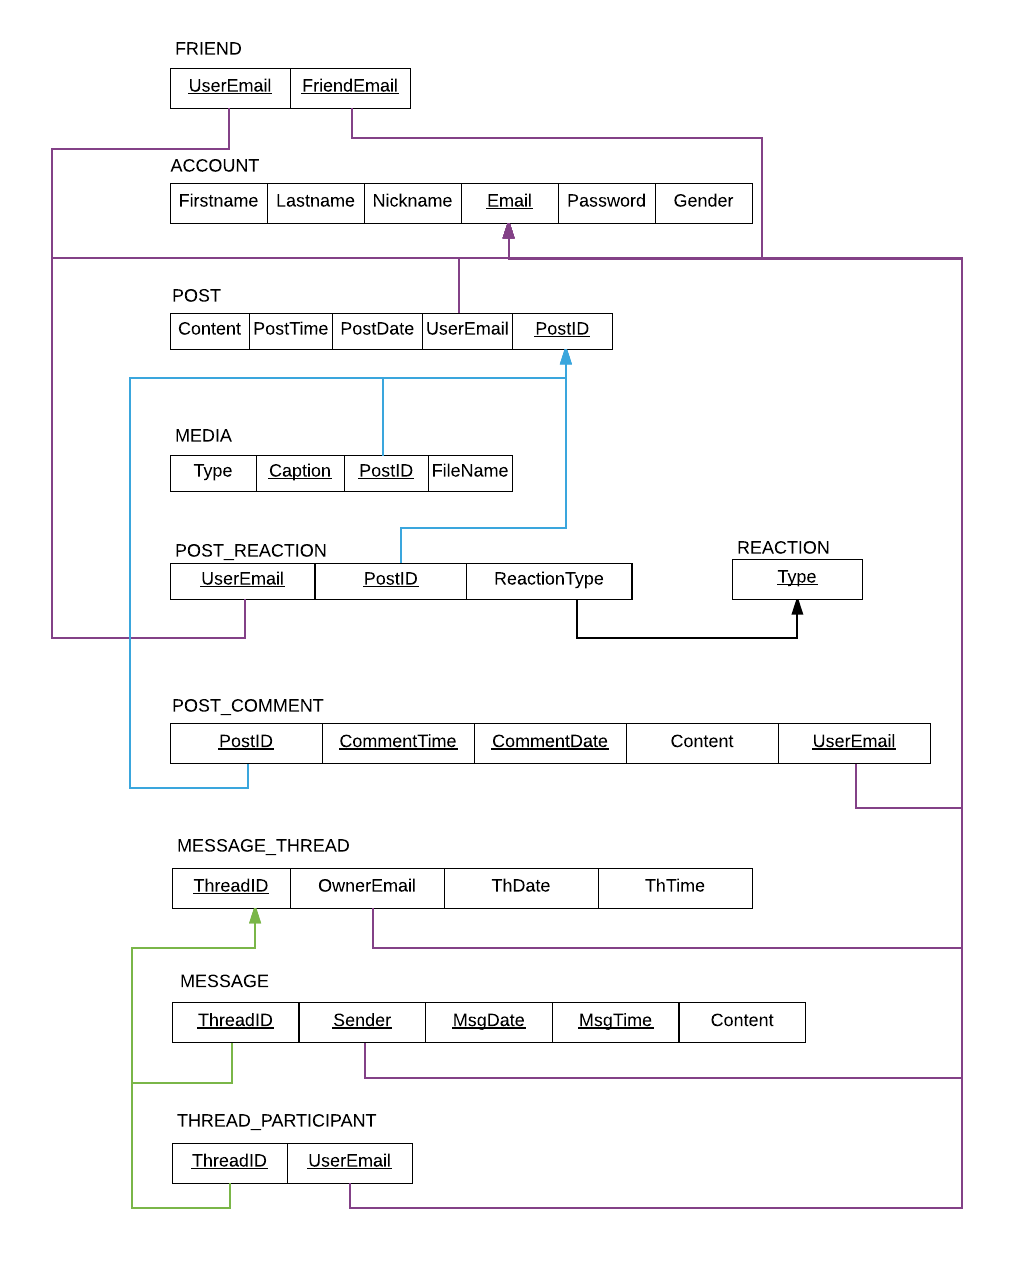 FRIEND
UserEmail FriendEmail
ACCOUNT
Firstname Lastname Nickname Email Password Gender
POST
Content PostTime PostDate UserEmail PostID
MEDIA
Type Caption PostID FileName
POST_REACTION
UserEmail PostID ReactionType
REACTION
Type
POST_COMMENT
PostID CommentTime CommentDate Content UserEmail
MESSAGE_THREAD
ThreadID OwnerEmail ThDate ThTime
MESSAGE
ThreadID Sender MsgDate MsgTime Content
THREAD_PARTICIPANT
ThreadID UserEmail